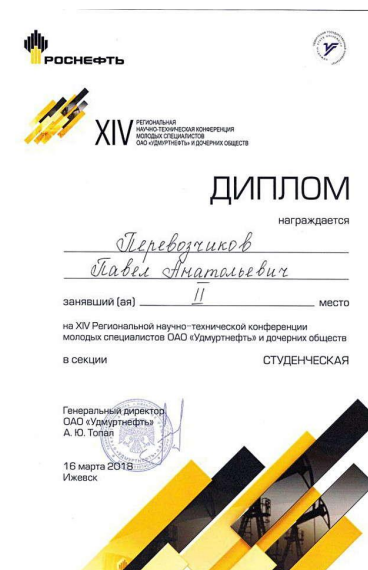 РОСНЕФТЬ
XIV
РЕГИОНАЛЬНАЯ
НАУЧНО-ТЕХНИЧЕСКАЯ КОНФЕРЕНЦИЯ
МОЛОДЫХ СПЕЦИАЛИСТОВ
ОАО «УДМУРТНЕФТЬ» И ДОЧЕРНИХ ОБЩЕСТВ
ДИПЛОМ
награждается
Перевозчиков
Павел Анатольевич
занявший (ая) II место
на XIV Региональной научно-технической конференции
молодых специалистов ОАО «Удмуртнефть» и дочерних обществ
в секции СТУДЕНЧЕСКАЯ
Генеральный директор
ОАО «Удмуртнефть»
А. Ю. Топал
16 марта 2018
Ижевск